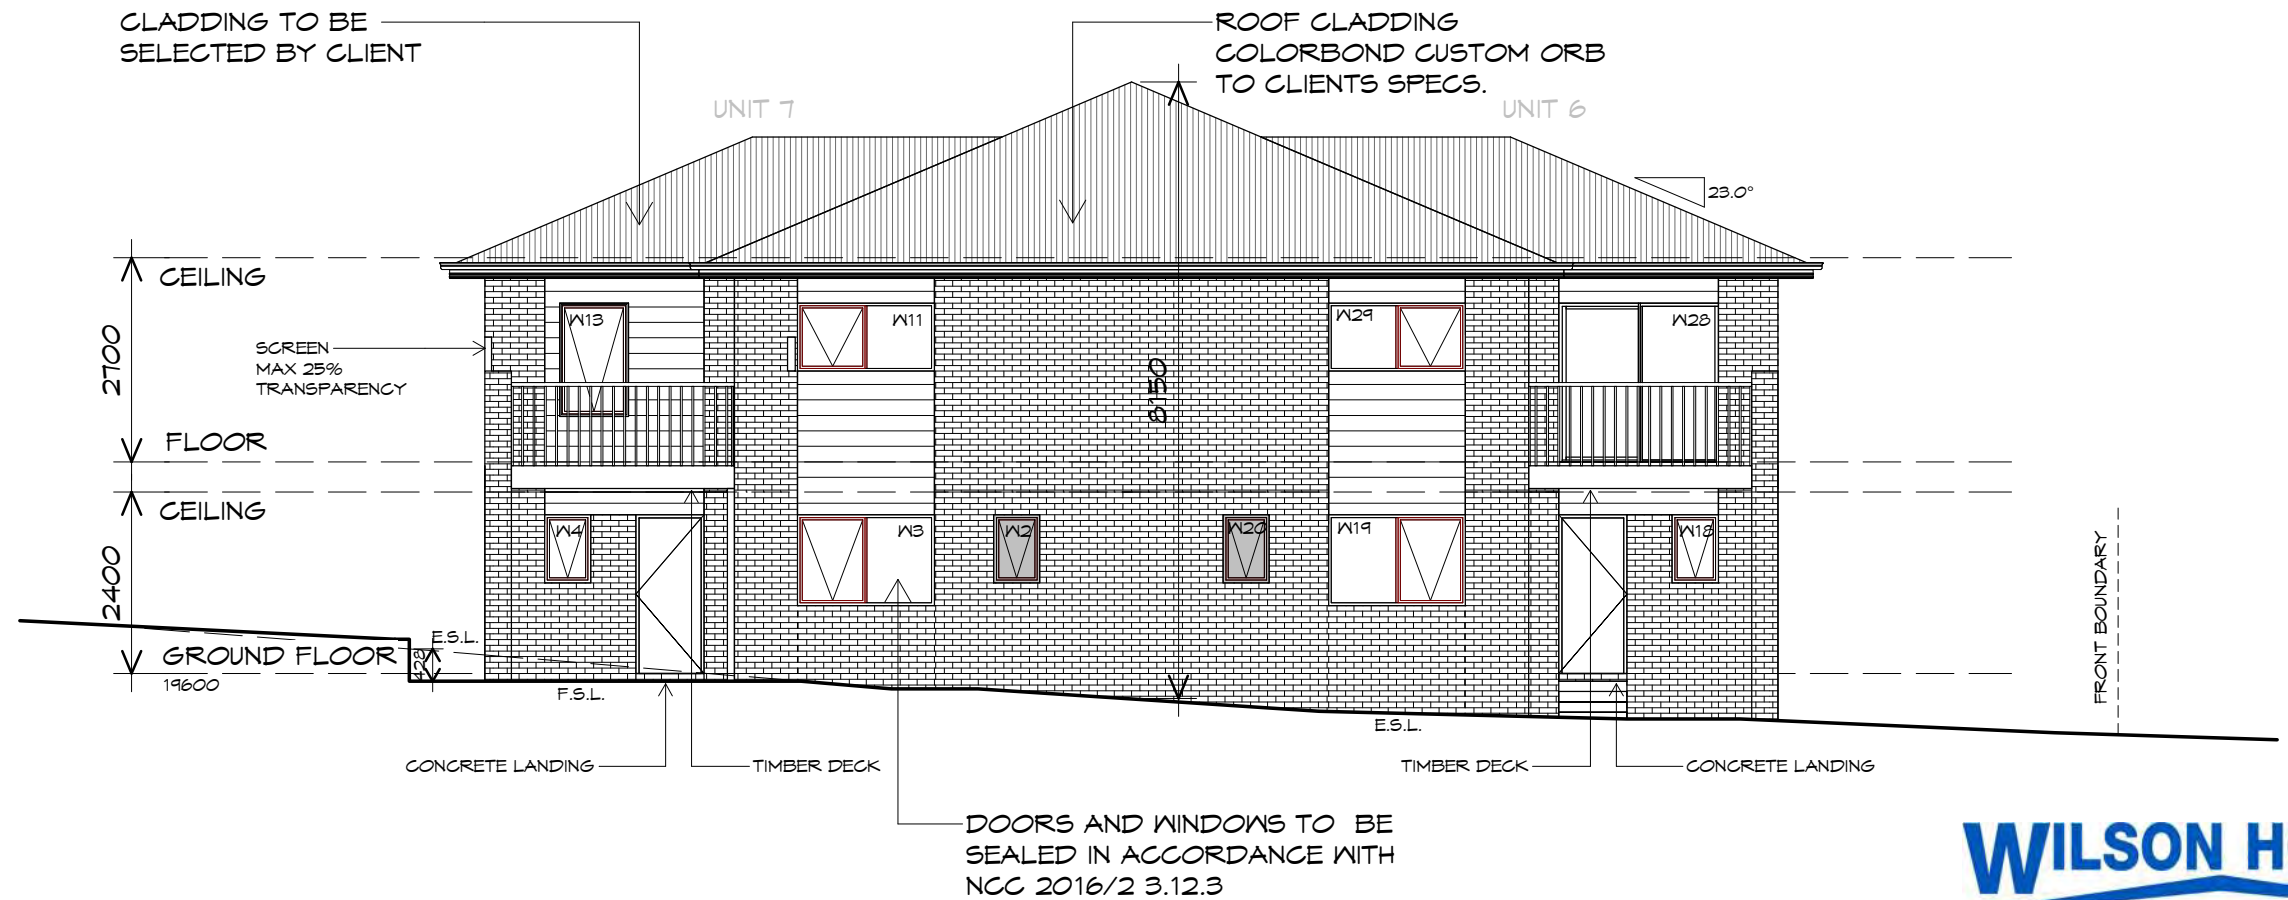 CLADDING TO BE
SELECTED BY CLIENT
ROOF CLADDING
COLORBOND CUSTOM ORB
TO CLIENTS SPECS.
UNIT 7
UNIT 6
23.0°
CEILING
2700
SCREEN
MAX 25%
TRANSPARENCY
W13
W11
W29
W28
8150
FLOOR
CEILING
2400
W4
W3
W2
W20
W19
W18
FRONT BOUNDARY
E.S.L.
428
GROUND FLOOR
19600
F.S.L.
E.S.L.
CONCRETE LANDING
TIMBER DECK
TIMBER DECK
CONCRETE LANDING
DOORS AND WINDOWS TO BE
SEALED IN ACCORDANCE WITH
NCC 2016/2 3.12.3
WILSON H